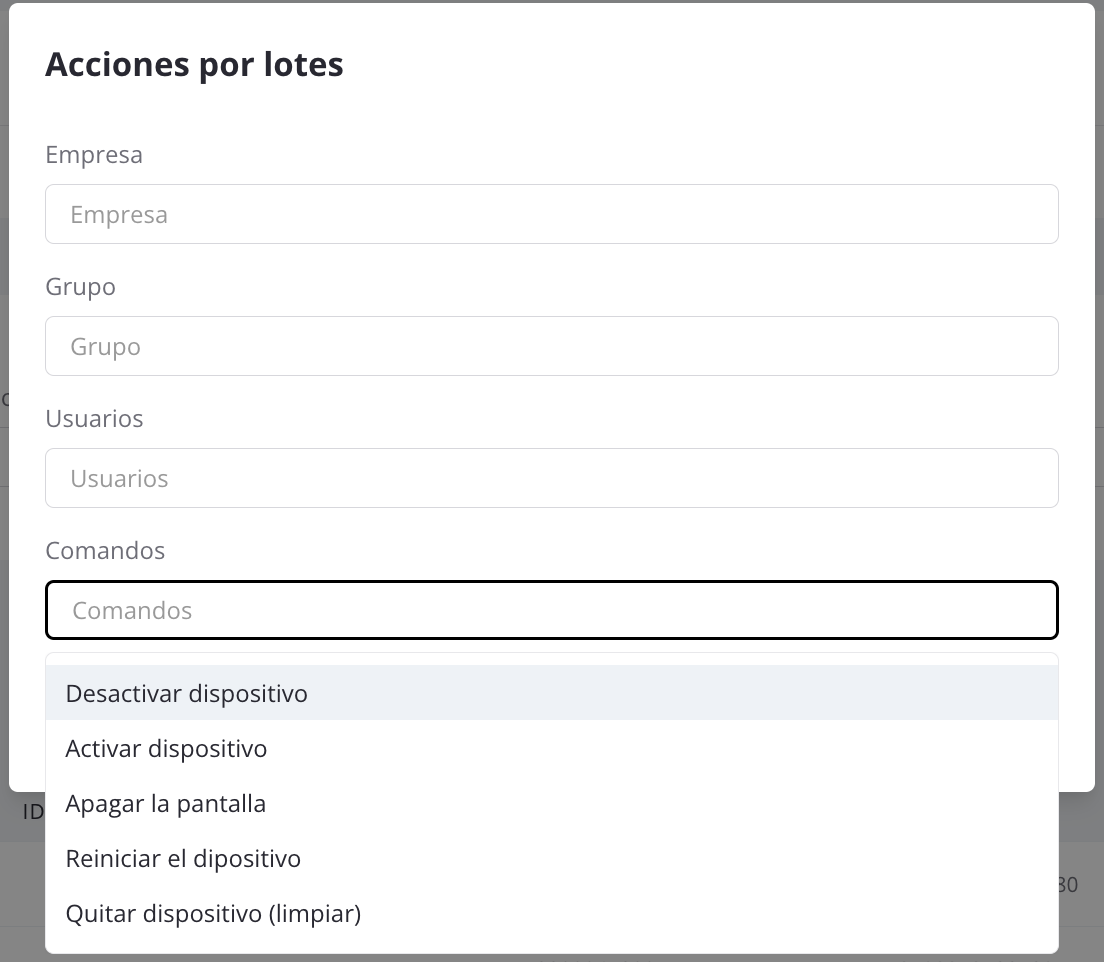 Acciones por lotes
Empresa
Empresa
Grupo
Grupo
Usuarios
Usuarios
Comandos
Comandos
Desactivar dispositivo
Activar dispositivo
Apagar la pantalla
ID
Reiniciar el dipositivo
Quitar dispositivo (limpiar)